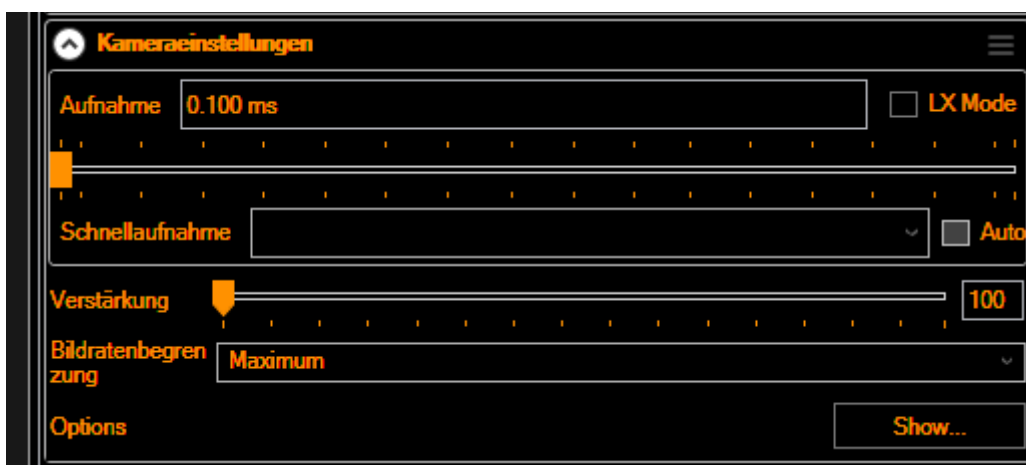 Kameraeinstellungen
Aufnahme 0.100 ms LX Mode
Schnellaufnahme Auto
Verstärkung 100
Bildratenbegren
zung Maximum
Options Show...